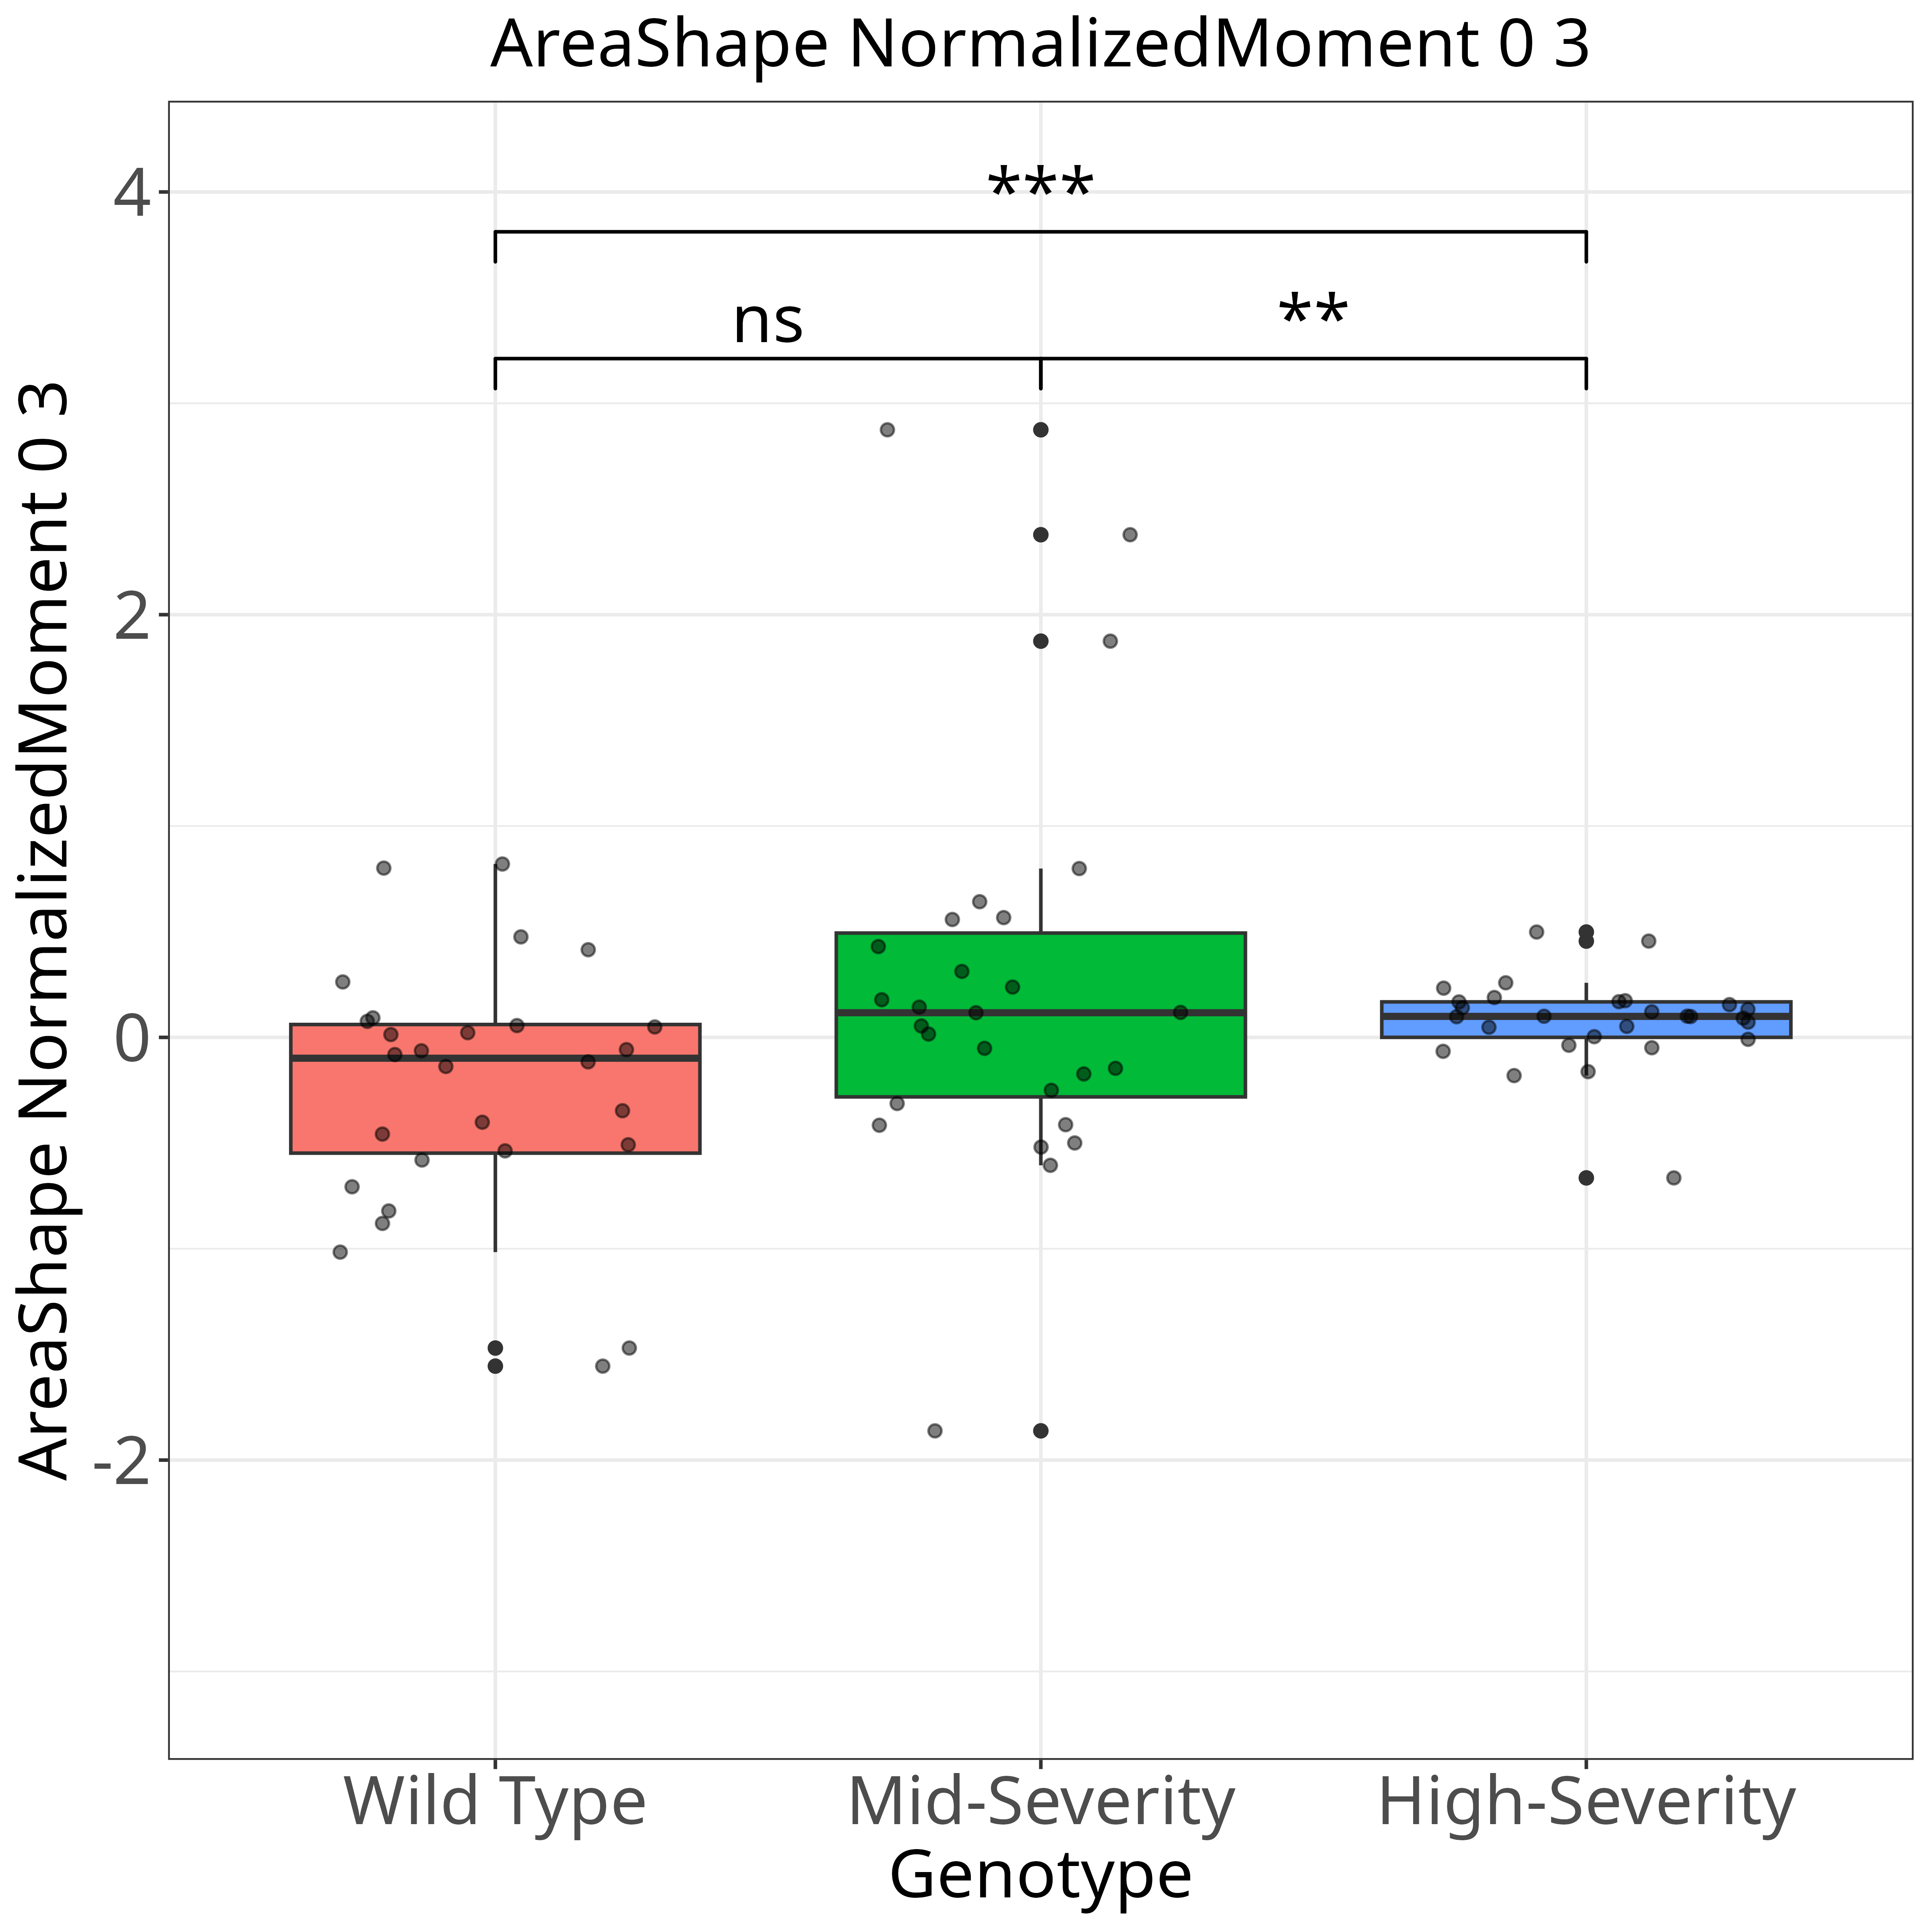 AreaShape NormalizedMoment 0 3
AreaShape NormalizedMoment 0 3
4
2
0
-2
***
ns
**
Wild Type
Mid-Severity
High-Severity
Genotype